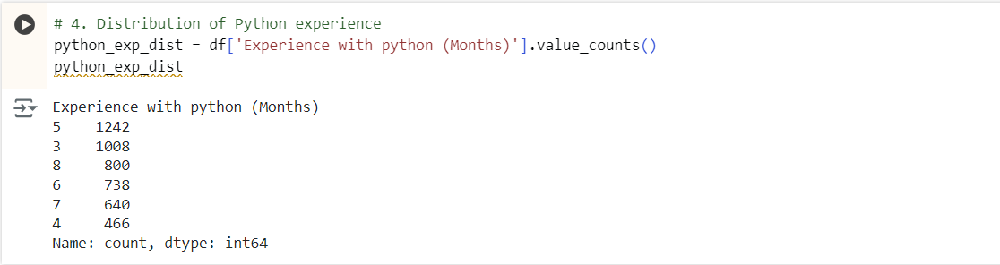 # 4. Distribution of Python experience
python_exp_dist = df['Experience with python (Months)'].value_counts()
python_exp_dist
Experience with python (Months)
5    1242
3    1008
8     800
6     738
7     640
4     466
Name: count, dtype: int64